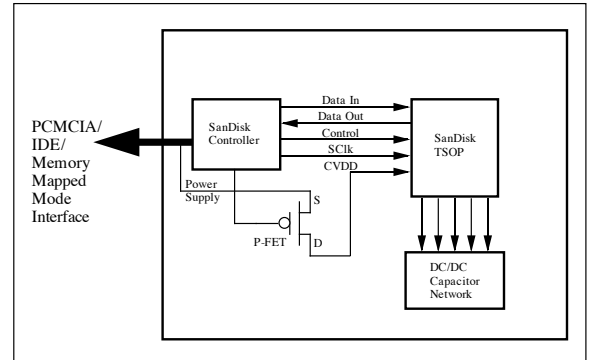 Data In
Data Out
Control
SClk
CVDD
SanDisk
Controller
SanDisk
TSOP
PCMCIA/
IDE/
Memory
Mapped
Mode
Interface
Power
Supply
S
P-FET
D
DC/DC
Capacitor
Network